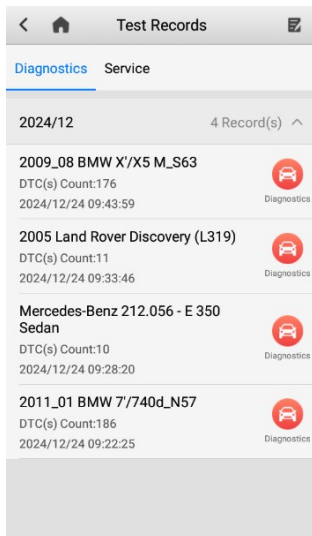 Test Records
Diagnostics Service
2024/12 4 Record(s)
2009_08 BMW X'/X5 M_S63
DTC(s) Count:176
2024/12/24 09:43:59
Diagnostics
2005 Land Rover Discovery (L319)
DTC(s) Count:11
2024/12/24 09:33:46
Diagnostics
Mercedes-Benz 212.056 - E 350
Sedan
DTC(s) Count:10
2024/12/24 09:28:20
Diagnostics
2011_01 BMW 7'/740d_N57
DTC(s) Count:186
2024/12/24 09:22:25
Diagnostics